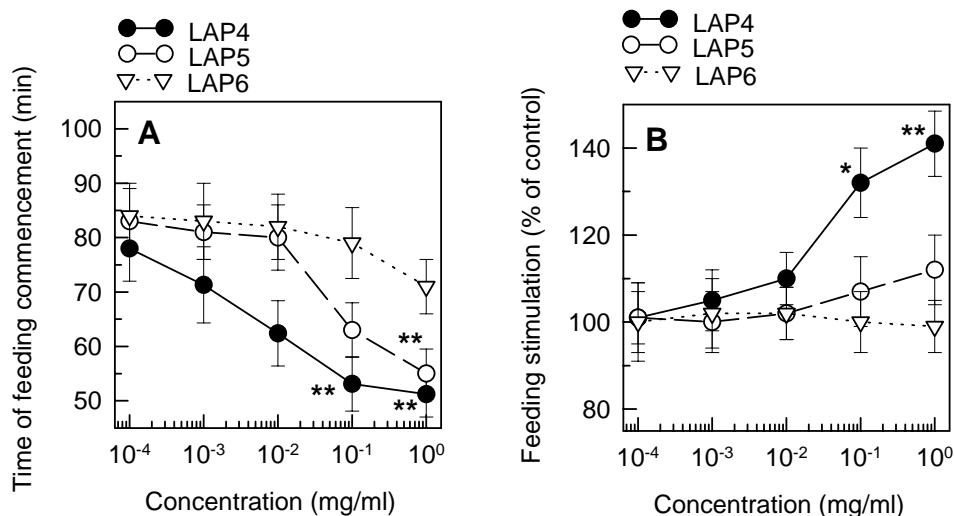 LAP4
LAP5
LAP6
A
Time of feeding commencement (min)
100
90
80
70
60
50
**
**
**
10⁻⁴ 10⁻³ 10⁻² 10⁻¹ 10⁰
Concentration (mg/ml)
LAP4
LAP5
LAP6
B
Feeding stimulation (% of control)
140
120
100
80
*
**
10⁻⁴ 10⁻³ 10⁻² 10⁻¹ 10⁰
Concentration (mg/ml)